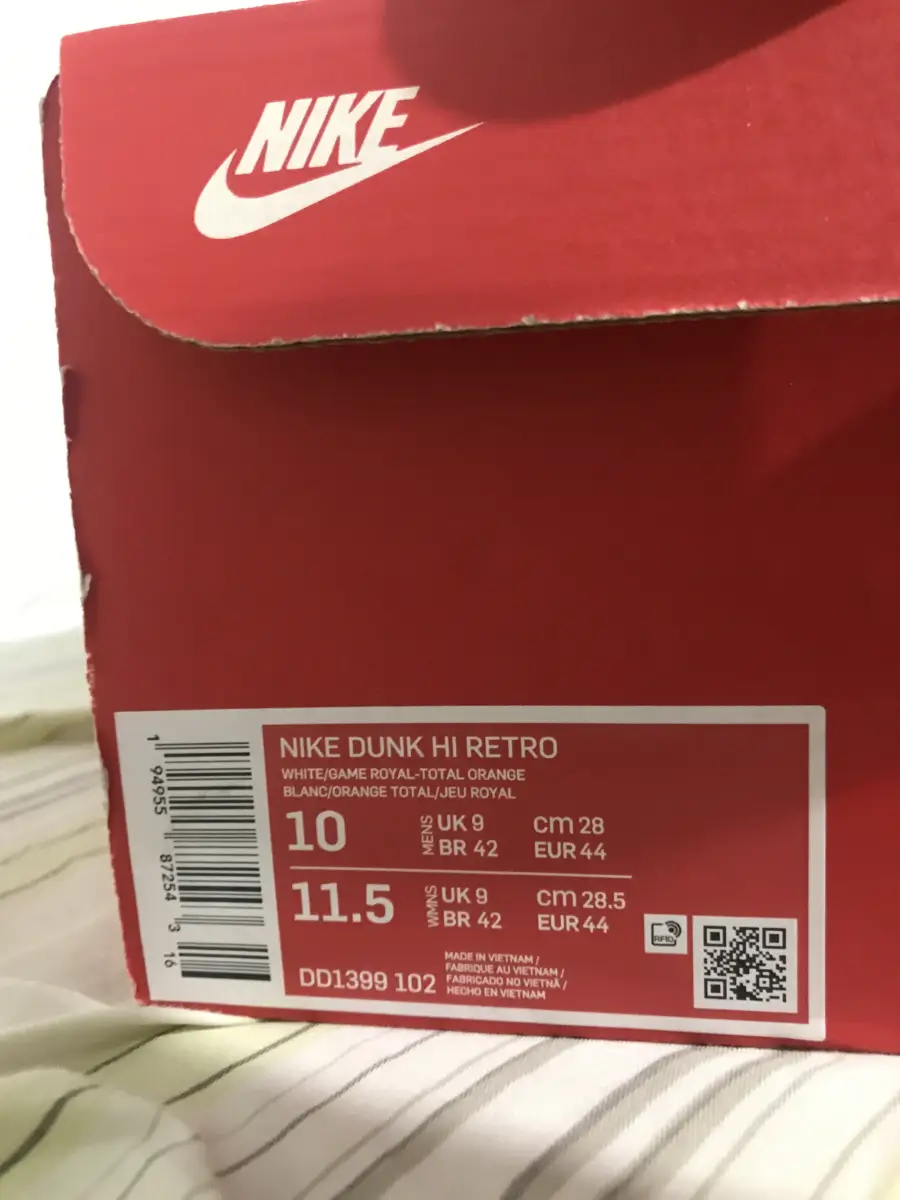 NIKE
NIKE DUNK HI RETRO
WHITE/GAME ROYAL-TOTAL ORANGE
BLANC/ORANGE TOTAL/JEU ROYAL
10 MENS UK 9 cm 28
BR 42 EUR 44
11.5 WMNS UK 9 cm 28.5
BR 42 EUR 44
RFID
MADE IN VIETNAM /
FABRIQUE AU VIETNAM /
FABRICADO NO VIETNÃ /
HECHO EN VIETNAM
DD1399 102
1 94955 87254 3 16